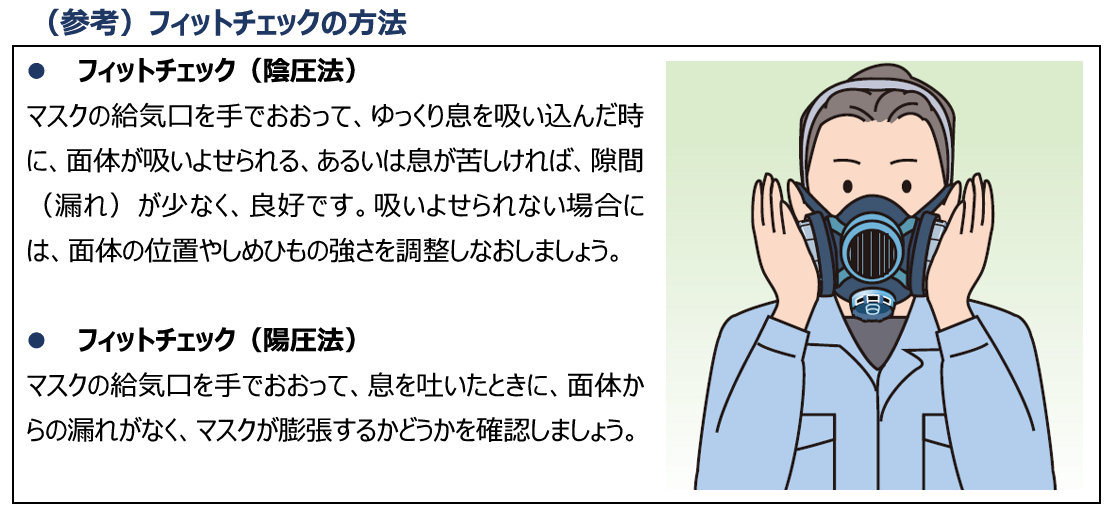 （参考）フィットチェックの方法
● フィットチェック（陰圧法）
マスクの給気口を手でおおって、ゆっくり息を吸い込んだ時
に、面体が吸いよせられる、あるいは息が苦しければ、隙間
（漏れ）が少なく、良好です。吸いよせられない場合に
は、面体の位置やしめひもの強さを調整しなおしましょう。
● フィットチェック（陽圧法）
マスクの給気口を手でおおって、息を吐いたときに、面体か
らの漏れがなく、マスクが膨張するかどうかを確認しましょう。